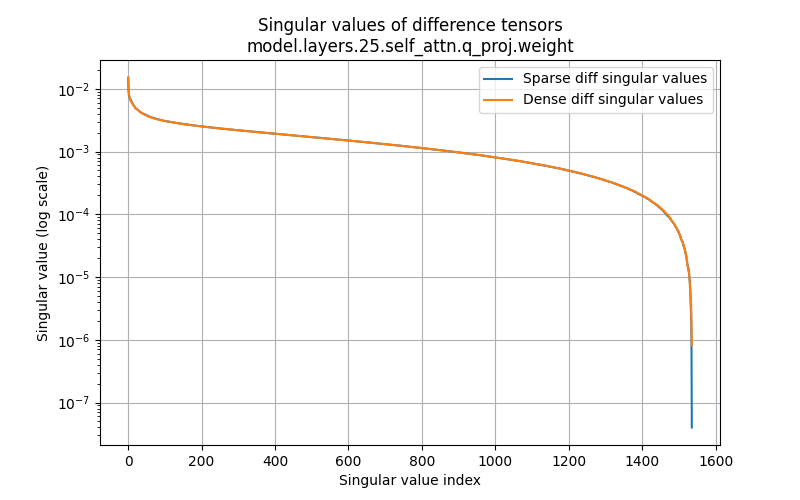 Singular values of difference tensors
model.layers.25.self_attn.q_proj.weight
Sparse diff singular values
Dense diff singular values
Singular value (log scale)
10⁻²
10⁻³
10⁻⁴
10⁻⁵
10⁻⁶
10⁻⁷
0 200 400 600 800 1000 1200 1400 1600
Singular value index